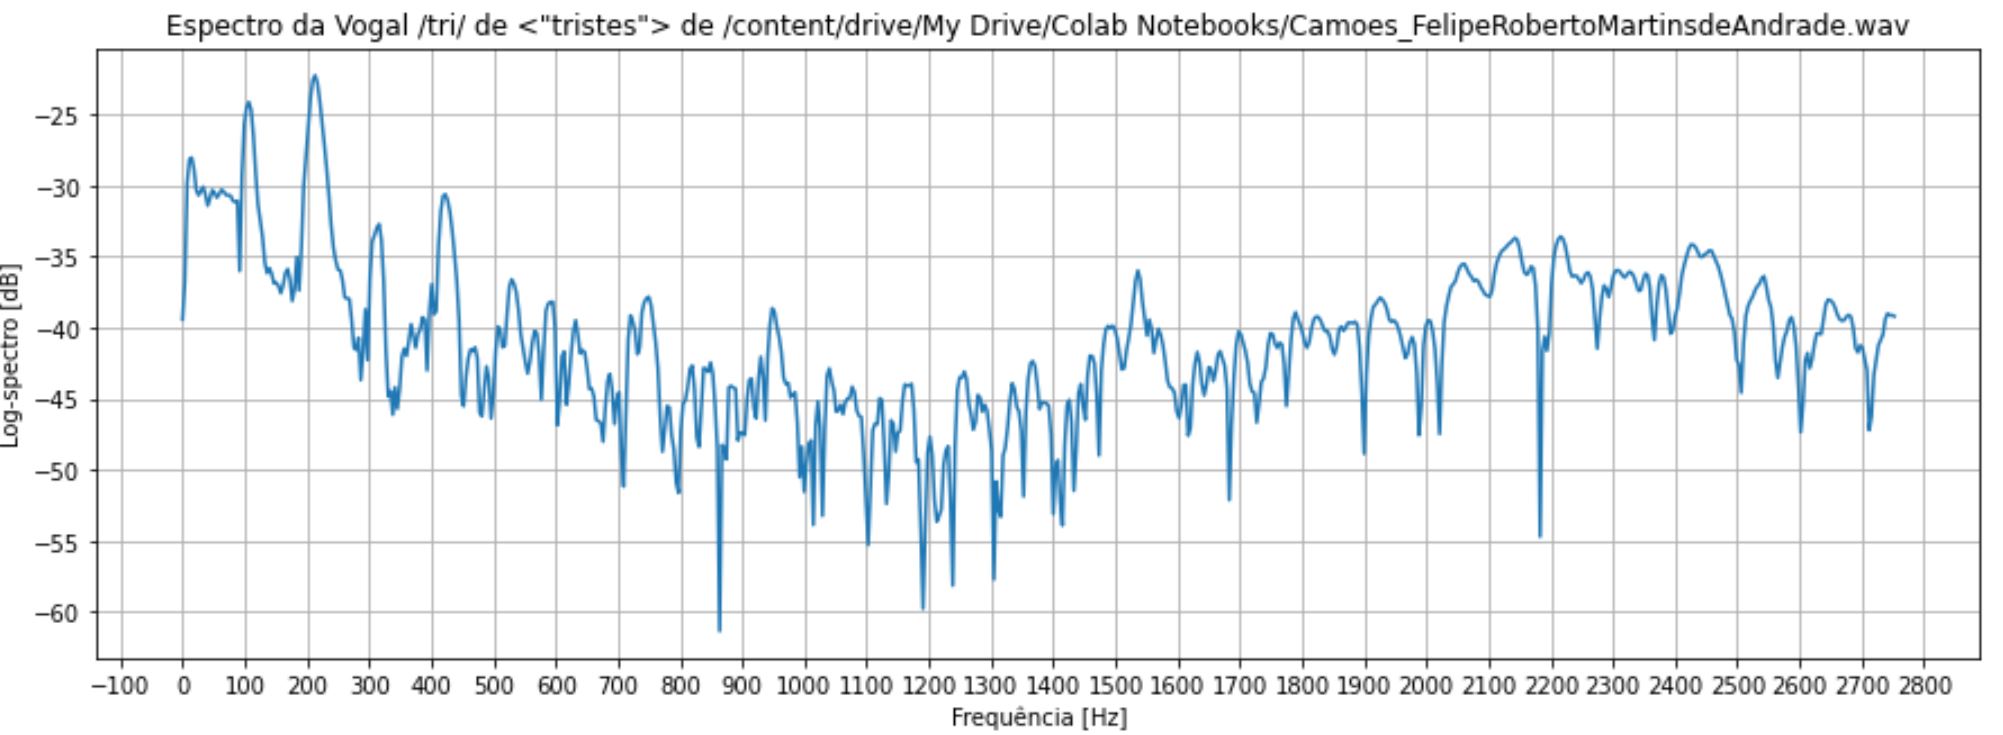 Espectro da Vogal /tri/ de <"tristes"> de /content/drive/My Drive/Colab Notebooks/Camoes_FelipeRobertoMartinsdeAndrade.wav
Log-spectro [dB]
−25
−30
−35
−40
−45
−50
−55
−60
−100 0 100 200 300 400 500 600 700 800 900 1000 1100 1200 1300 1400 1500 1600 1700 1800 1900 2000 2100 2200 2300 2400 2500 2600 2700 2800
Frequência [Hz]